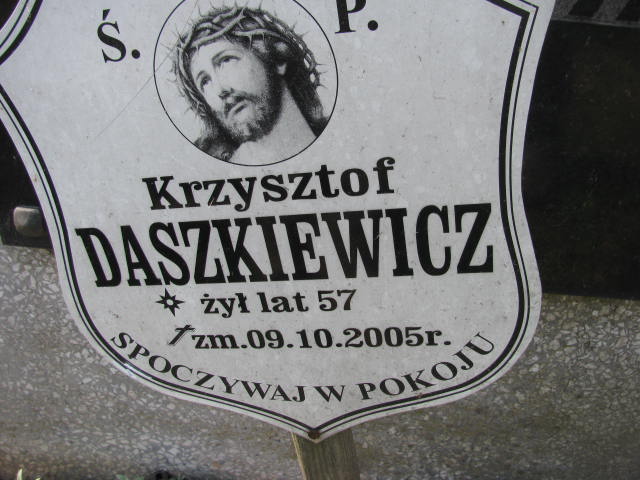 Ś. P.
Krzysztof
DASZKIEWICZ
żył lat 57
zm.09.10.2005r.
SPOCZYWAJ W POKOJU